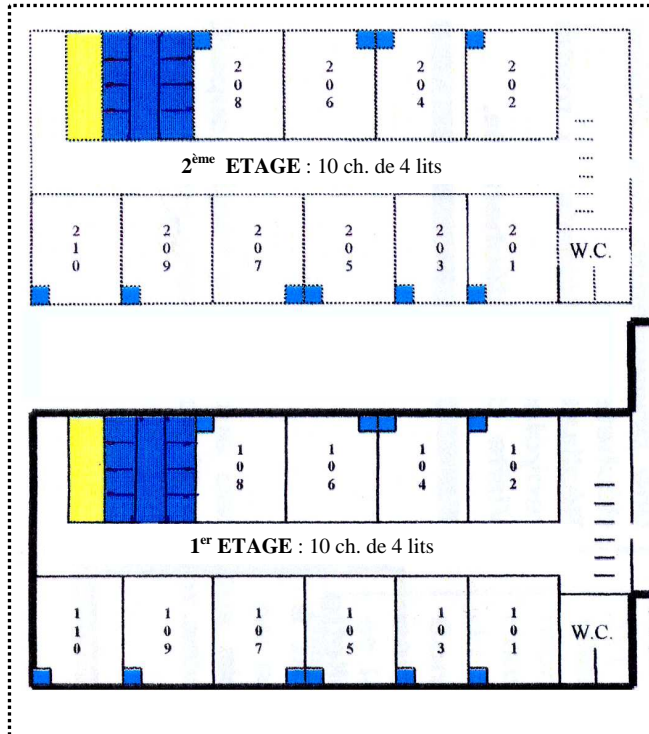 208 206 204 202
2ème ETAGE : 10 ch. de 4 lits
210 209 207 205 203 201 W.C.
108 106 104 102
1er ETAGE : 10 ch. de 4 lits
110 109 107 105 103 101 W.C.